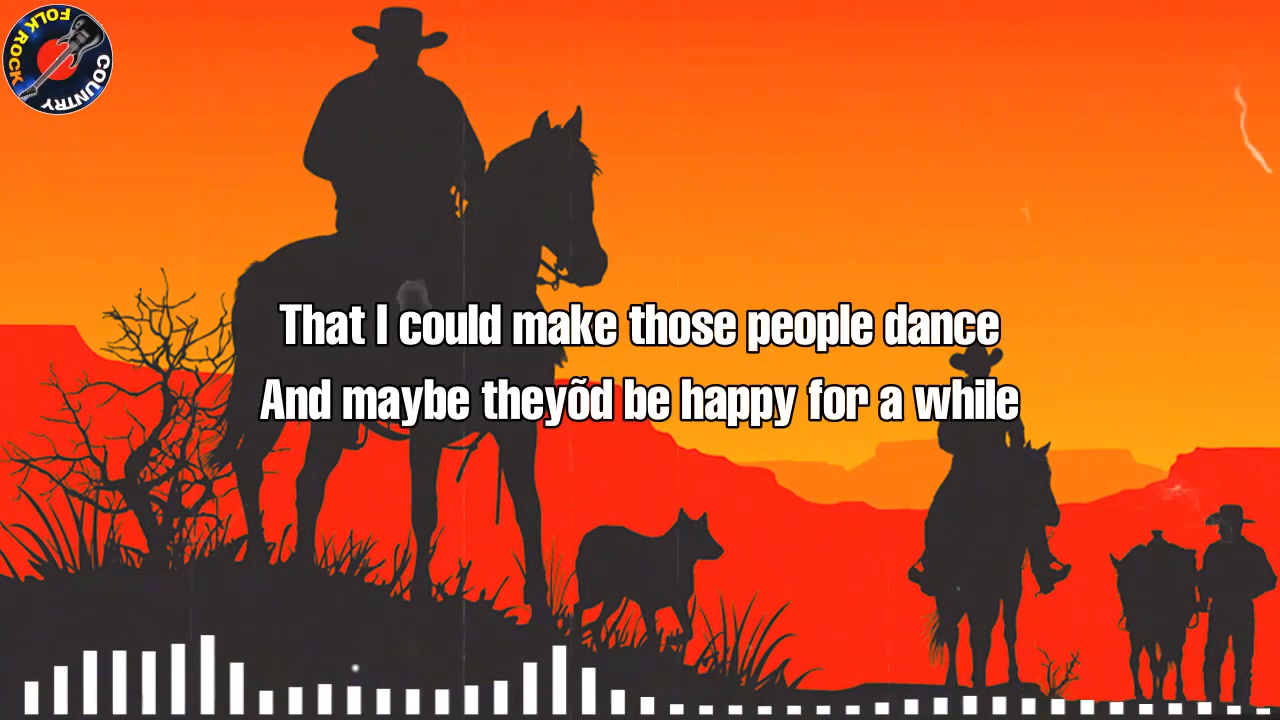 FOLK ROCK
COUNTRY
That I could make those people dance
And maybe theyõd be happy for a while